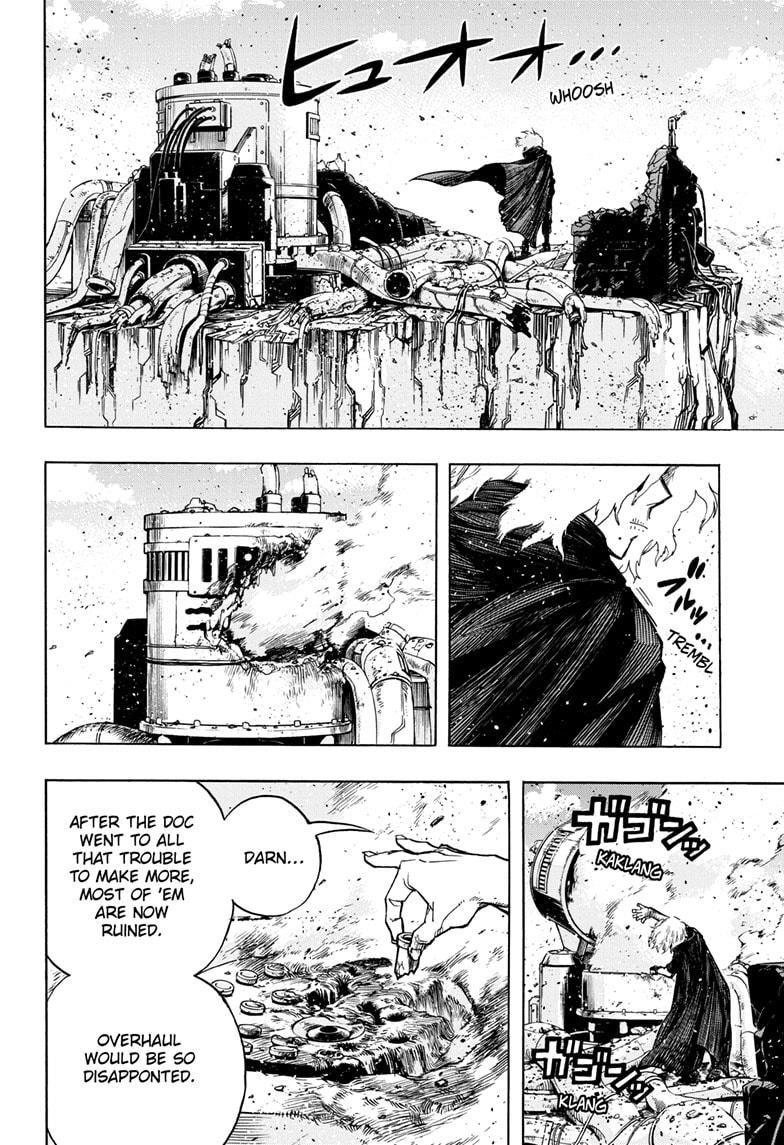 ヒュオオ...
WHOOSH
ブルッ...
TREMBL
ガゴンッ
KAKLANG
ガゴンッ
KLANG
DARN...
AFTER THE DOC
WENT TO ALL
THAT TROUBLE
TO MAKE MORE,
MOST OF 'EM
ARE NOW
RUINED.
OVERHAUL
WOULD BE SO
DISAPPONTED.